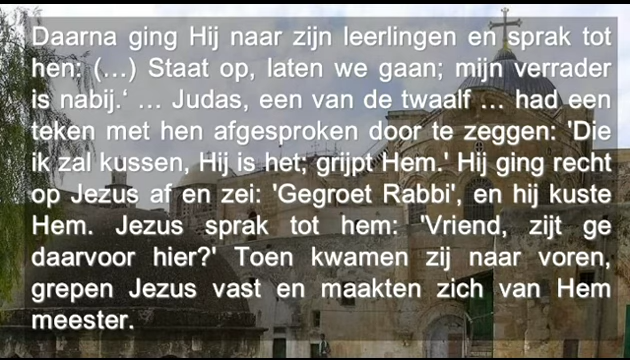 Daarna ging Hij naar zijn leerlingen en sprak tot
hen: (…) Staat op, laten we gaan; mijn verrader
is nabij.‘ … Judas, een van de twaalf … had een
teken met hen afgesproken door te zeggen: 'Die
ik zal kussen, Hij is het; grijpt Hem.' Hij ging recht
op Jezus af en zei: 'Gegroet Rabbi', en hij kuste
Hem. Jezus sprak tot hem: 'Vriend, zijt ge
daarvoor hier?' Toen kwamen zij naar voren,
grepen Jezus vast en maakten zich van Hem
meester.